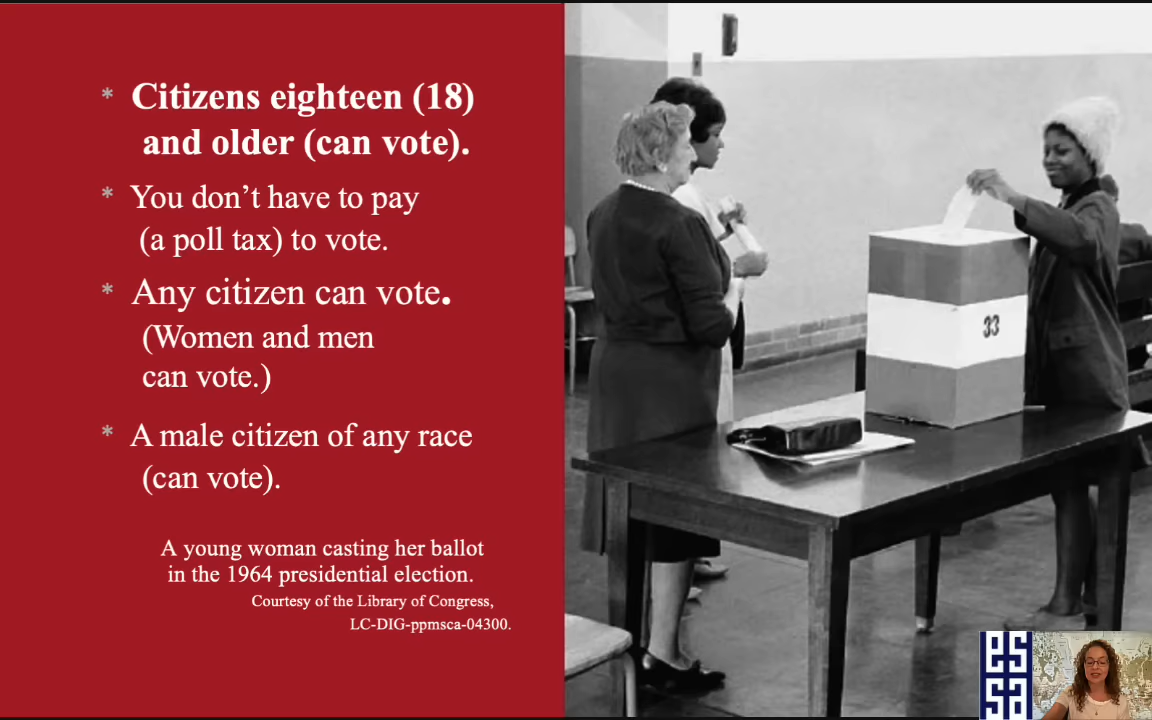 * Citizens eighteen (18)
and older (can vote).
* You don’t have to pay
(a poll tax) to vote.
* Any citizen can vote.
(Women and men
can vote.)
* A male citizen of any race
(can vote).
A young woman casting her ballot
in the 1964 presidential election.
Courtesy of the Library of Congress,
LC-DIG-ppmsca-04300.
33